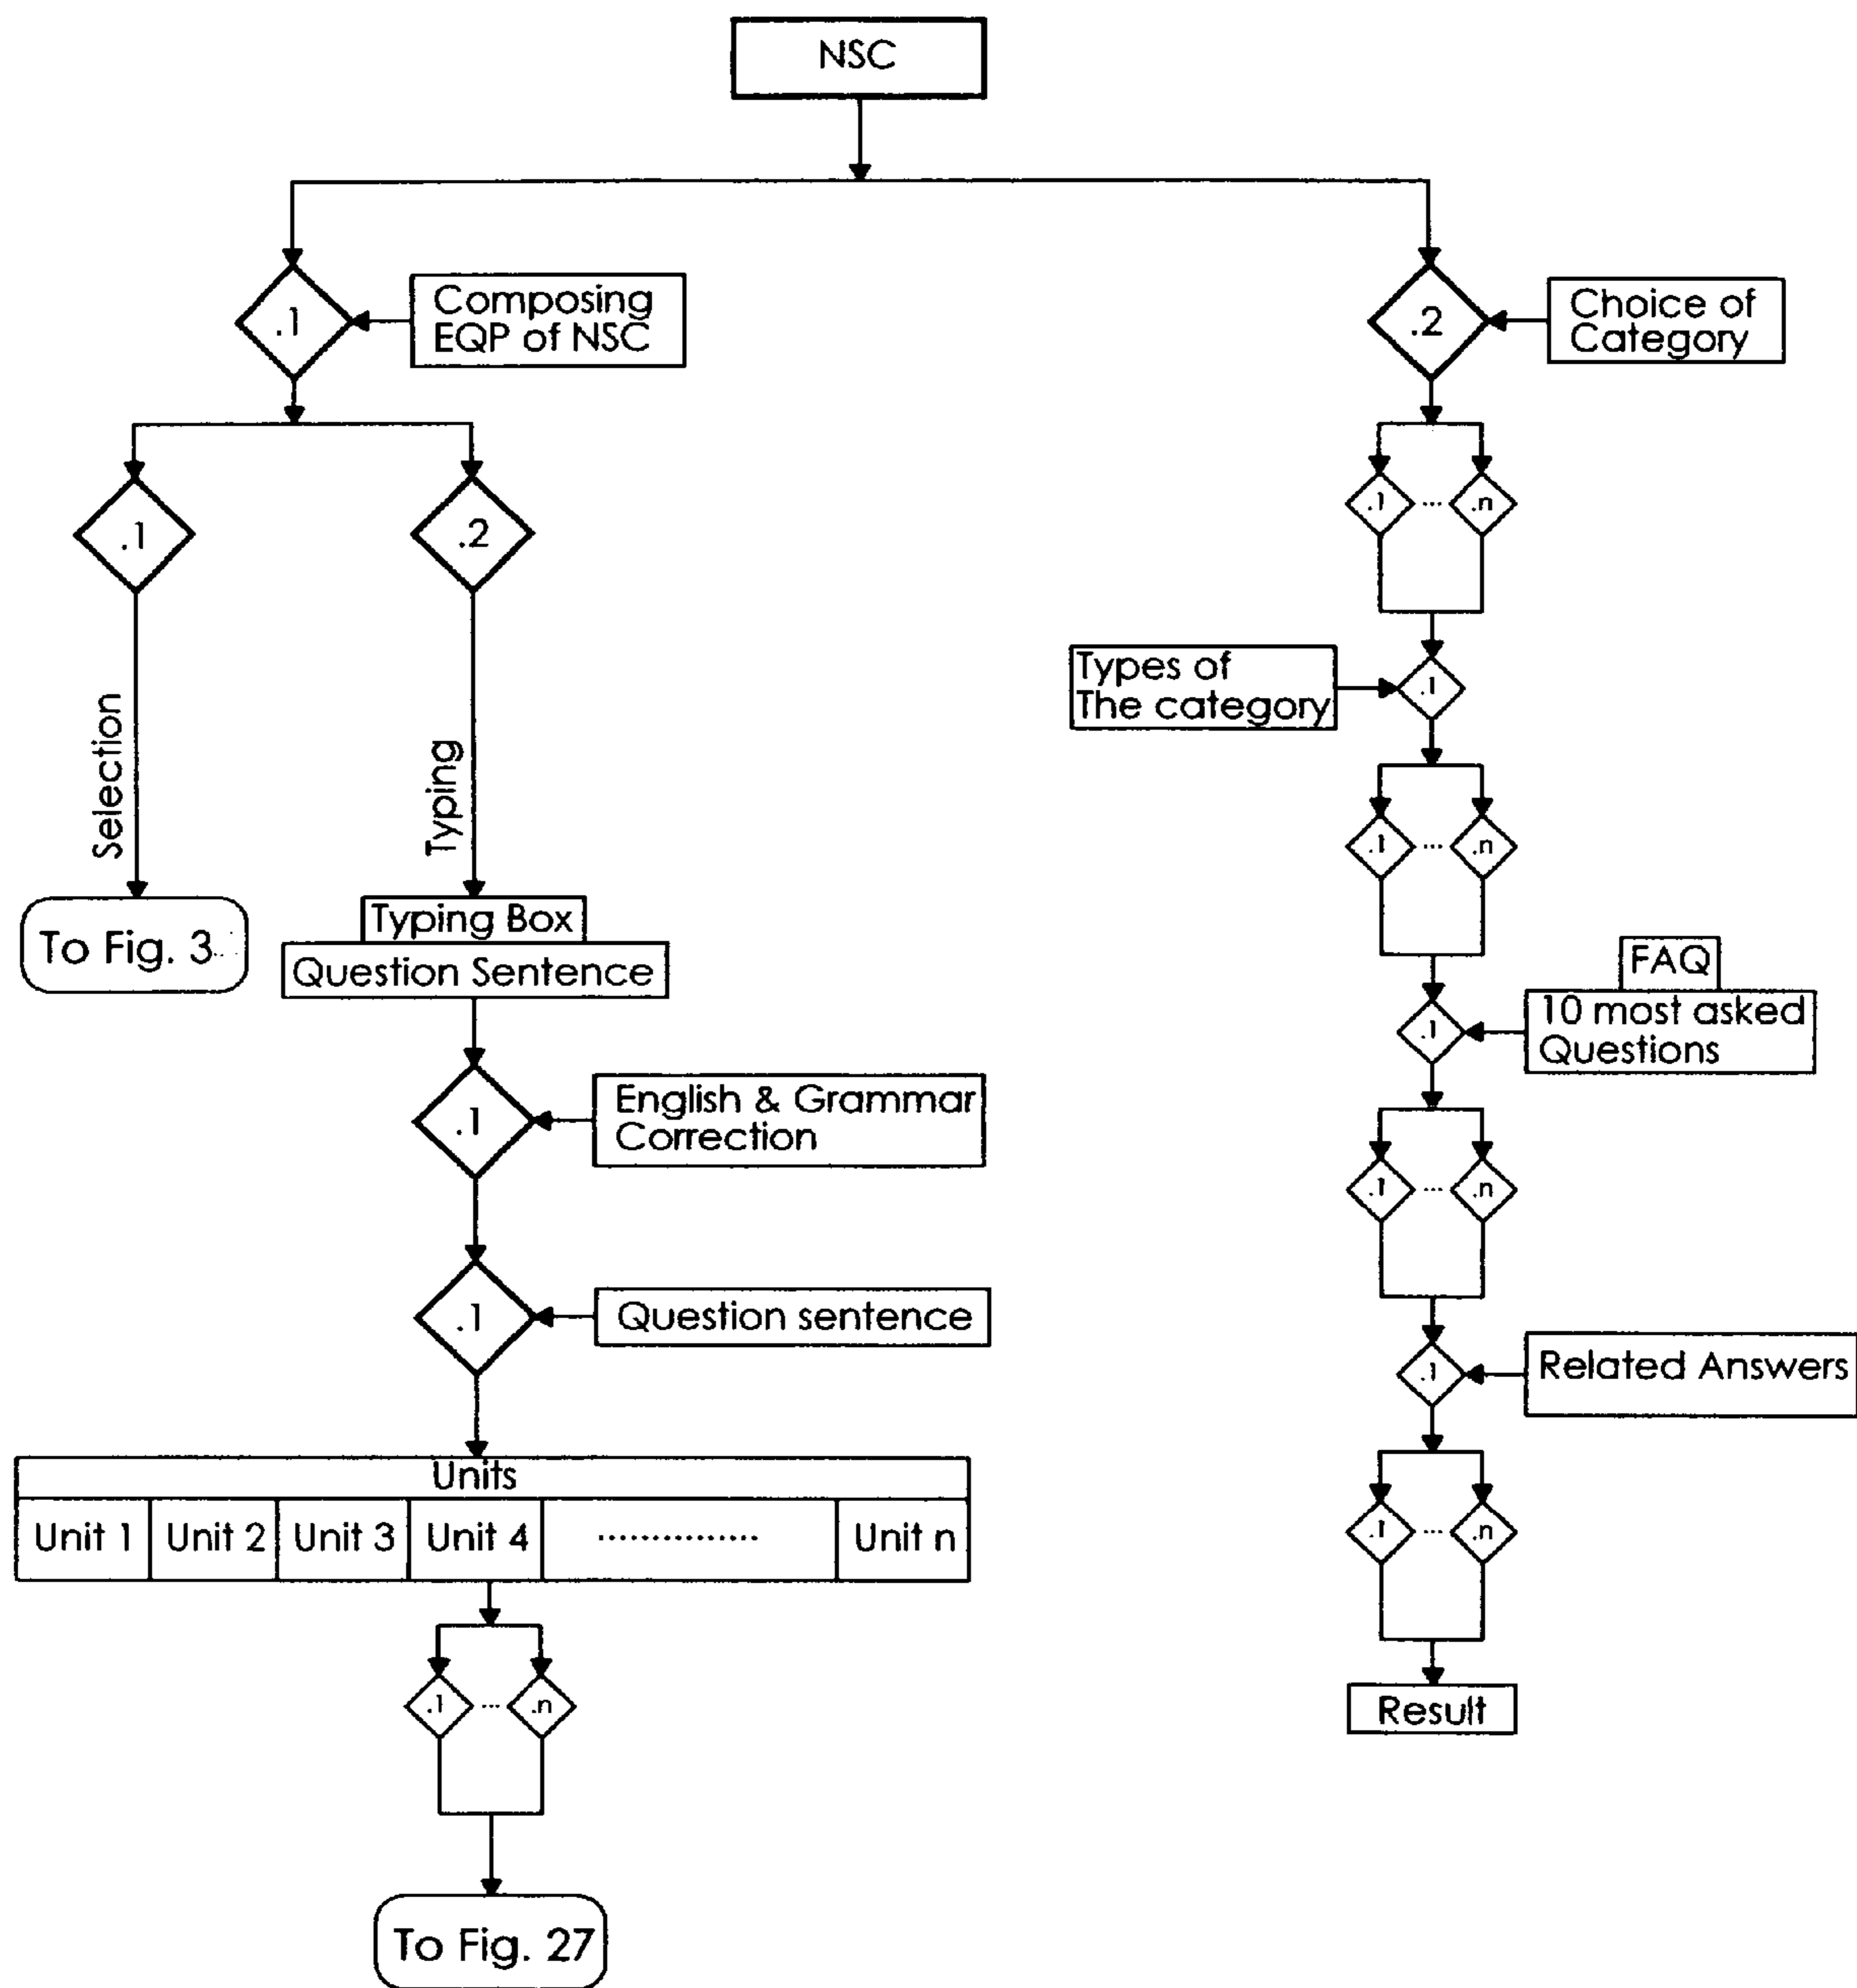 NSC
.1
Composing
EQP of NSC
.2
Choice of
Category
.1
.2
.1 ... .n
Selection
Typing
Types of
The category
.1
.1 ... .n
To Fig. 3
Typing Box
Question Sentence
FAQ
10 most asked
Questions
.1
.1
English & Grammar
Correction
.1 ... .n
.1
Question sentence
.1
Related Answers
Units
Unit 1 Unit 2 Unit 3 Unit 4 .............. Unit n
.1 ... .n
.1 ... .n
Result
To Fig. 27